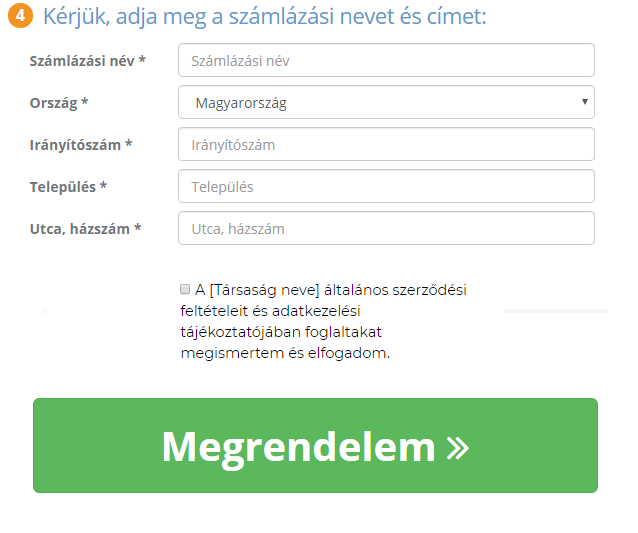 4 Kérjük, adja meg a számlázási nevet és címet:
Számlázási név * Számlázási név
Ország * Magyarország
Irányítószám * Irányítószám
Település * Település
Utca, házszám * Utca, házszám
A [Társaság neve] általános szerződési
feltételeit és adatkezelési
tájékoztatójában foglaltakat
megismertem és elfogadom.
Megrendelem »